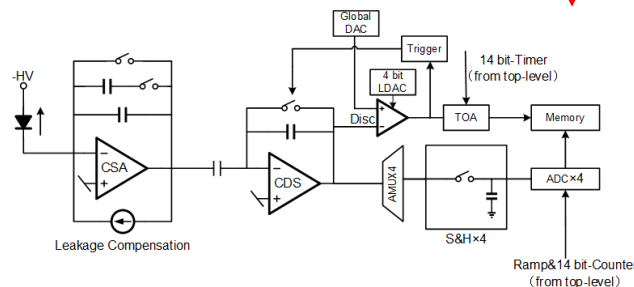 Global
DAC
Trigger
14 bit-Timer
(from top-level)
-HV
4 bit
LDAC
Disc
TOA
Memory
CSA
CDS
AMUX4
ADC×4
Leakage Compensation
S&H×4
Ramp&14 bit-Counter
(from top-level)